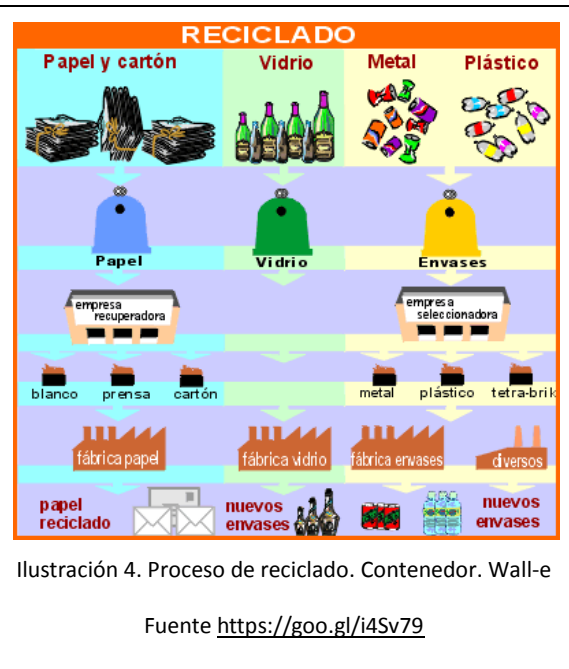 RECICLADO
Papel y cartón
Vidrio
Metal
Plástico
Papel
Vidrio
Envases
empresa
recuperadora
empresa
seleccionadora
blanco
prensa
cartón
metal
plástico
tetra-brik
fábrica papel
fábrica vidrio
fábrica envases
diversos
papel
reciclado
nuevos
envases
nuevos
envases
Ilustración 4. Proceso de reciclado. Contenedor. Wall-e
Fuente https://goo.gl/i4Sv79